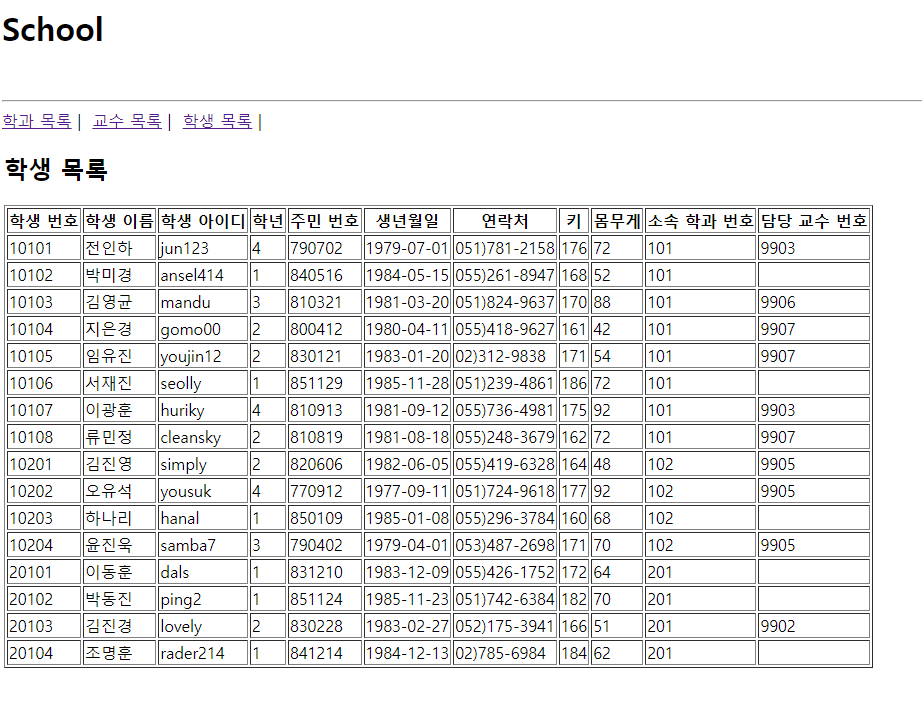 School
학과 목록 | 교수 목록 | 학생 목록 |
학생 목록
학생 번호 학생 이름 학생 아이디 학년 주민 번호 생년월일 연락처 키 몸무게 소속 학과 번호 담당 교수 번호
10101 전인하 jun123 4 790702 1979-07-01 051)781-2158 176 72 101 9903
10102 박미경 ansel414 1 840516 1984-05-15 055)261-8947 168 52 101
10103 김영균 mandu 3 810321 1981-03-20 051)824-9637 170 88 101 9906
10104 지은경 gomo00 2 800412 1980-04-11 055)418-9627 161 42 101 9907
10105 임유진 youjin12 2 830121 1983-01-20 02)312-9838 171 54 101 9907
10106 서재진 seolly 1 851129 1985-11-28 051)239-4861 186 72 101
10107 이광훈 huriky 4 810913 1981-09-12 055)736-4981 175 92 101 9903
10108 류민정 cleansky 2 810819 1981-08-18 055)248-3679 162 72 101 9907
10201 김진영 simply 2 820606 1982-06-05 055)419-6328 164 48 102 9905
10202 오유석 yousuk 4 770912 1977-09-11 051)724-9618 177 92 102 9905
10203 하나리 hanal 1 850109 1985-01-08 055)296-3784 160 68 102
10204 윤진욱 samba7 3 790402 1979-04-01 053)487-2698 171 70 102 9905
20101 이동훈 dals 1 831210 1983-12-09 055)426-1752 172 64 201
20102 박동진 ping2 1 851124 1985-11-23 051)742-6384 182 70 201
20103 김진경 lovely 2 830228 1983-02-27 052)175-3941 166 51 201 9902
20104 조명훈 rader214 1 841214 1984-12-13 02)785-6984 184 62 201